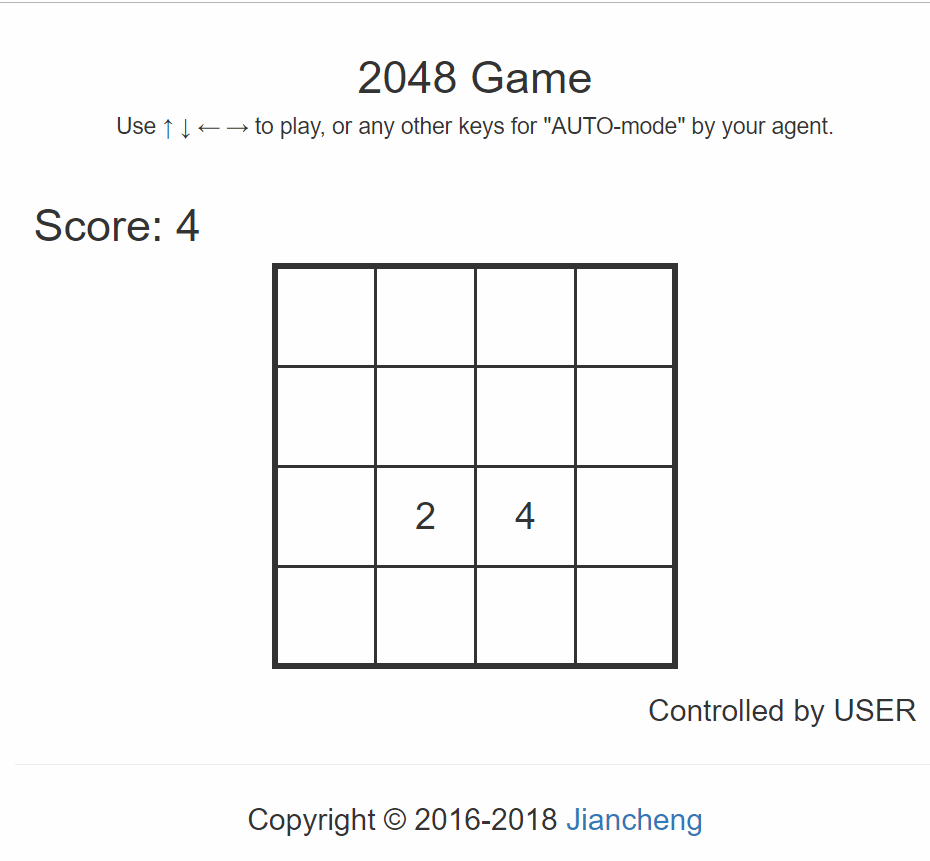 2048 Game
Use ↑ ↓ ← → to play, or any other keys for "AUTO-mode" by your agent.
Score: 4
2 4
Controlled by USER
Copyright © 2016-2018 Jiancheng